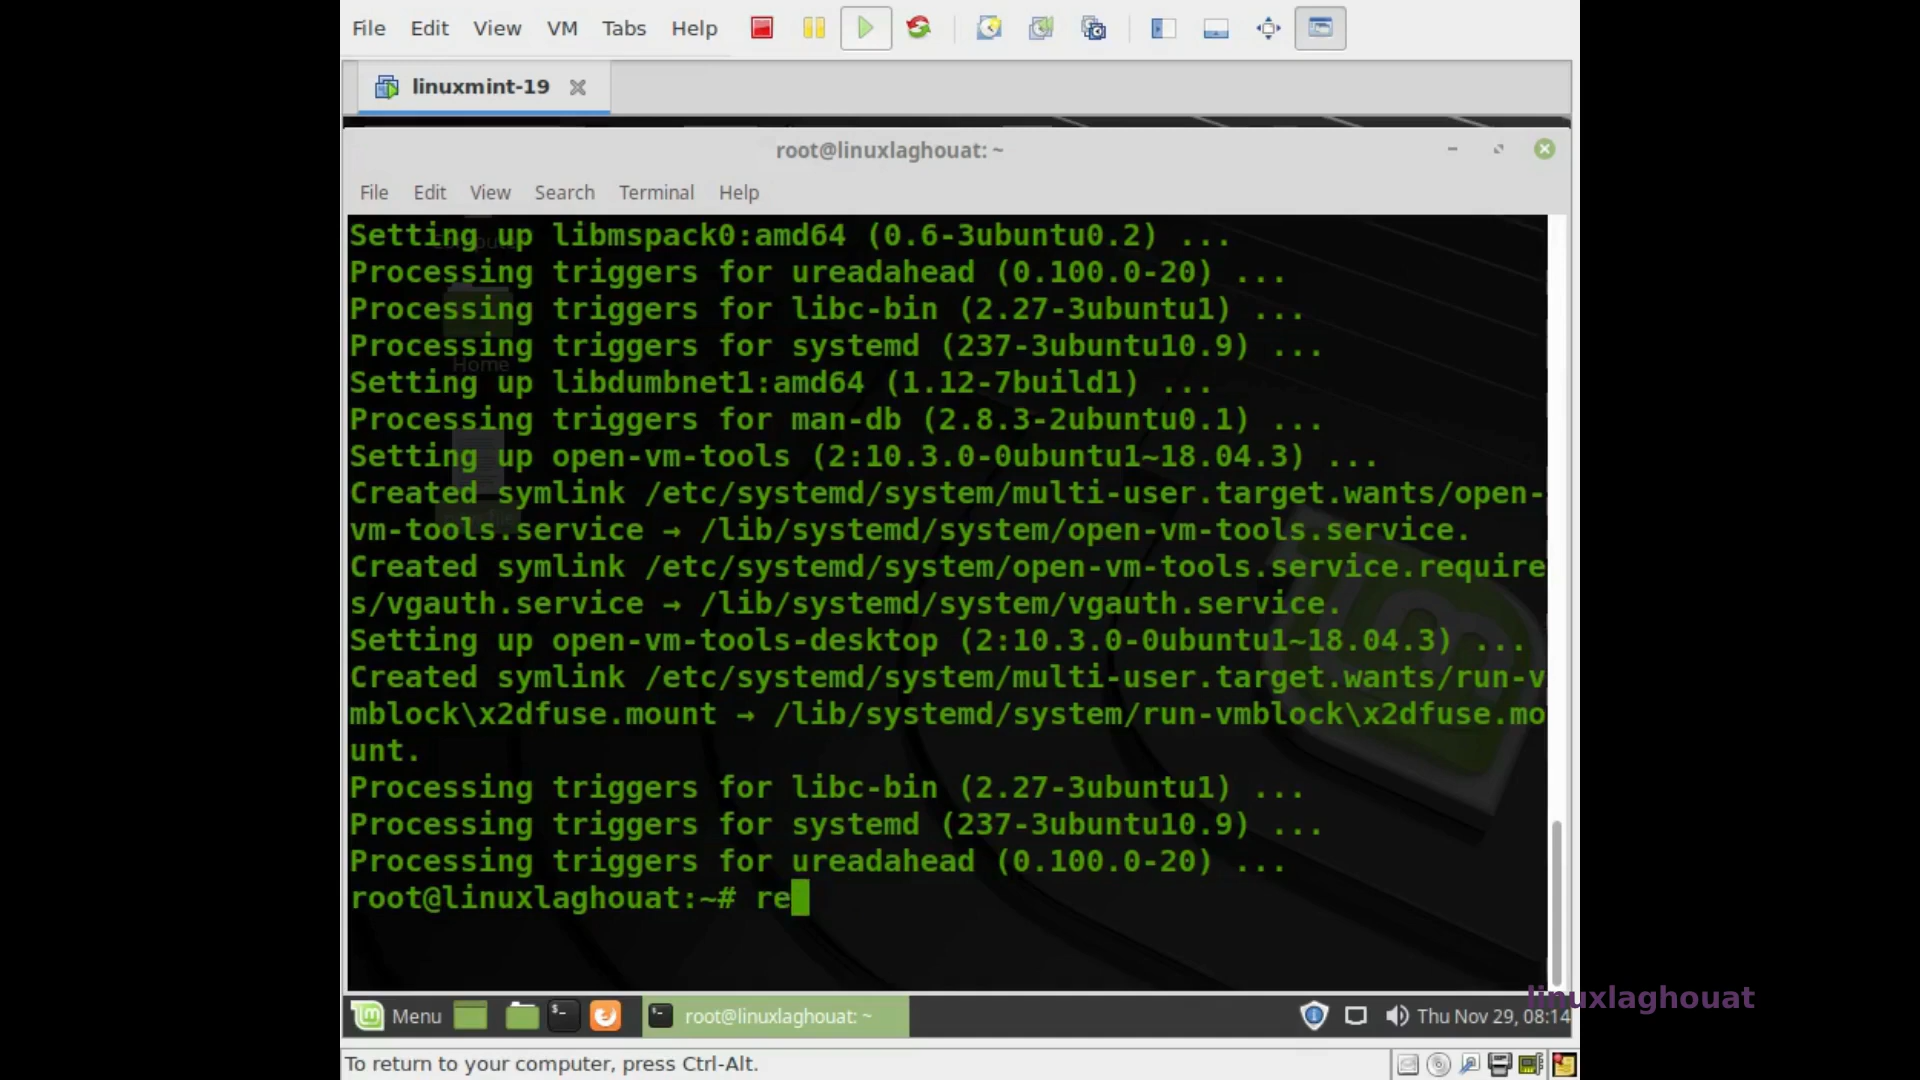 File Edit View VM Tabs Help
linuxmint-19
root@linuxlaghouat: ~
File Edit View Search Terminal Help
Setting up libmspack0:amd64 (0.6-3ubuntu0.2) ...
Processing triggers for ureadahead (0.100.0-20) ...
Processing triggers for libc-bin (2.27-3ubuntu1) ...
Processing triggers for systemd (237-3ubuntu10.9) ...
Home
Setting up libdumbnet1:amd64 (1.12-7build1) ...
Processing triggers for man-db (2.8.3-2ubuntu0.1) ...
Setting up open-vm-tools (2:10.3.0-0ubuntu1~18.04.3) ...
Created symlink /etc/systemd/system/multi-user.target.wants/open-
vm-tools.service → /lib/systemd/system/open-vm-tools.service.
Created symlink /etc/systemd/system/open-vm-tools.service.require
s/vgauth.service → /lib/systemd/system/vgauth.service.
Setting up open-vm-tools-desktop (2:10.3.0-0ubuntu1~18.04.3) ...
Created symlink /etc/systemd/system/multi-user.target.wants/run-v
mblock\x2dfuse.mount → /lib/systemd/system/run-vmblock\x2dfuse.mo
unt.
Processing triggers for libc-bin (2.27-3ubuntu1) ...
Processing triggers for systemd (237-3ubuntu10.9) ...
Processing triggers for ureadahead (0.100.0-20) ...
root@linuxlaghouat:~# re
linuxlaghouat
Menu root@linuxlaghouat: ~ Thu Nov 29, 08:14
To return to your computer, press Ctrl-Alt.